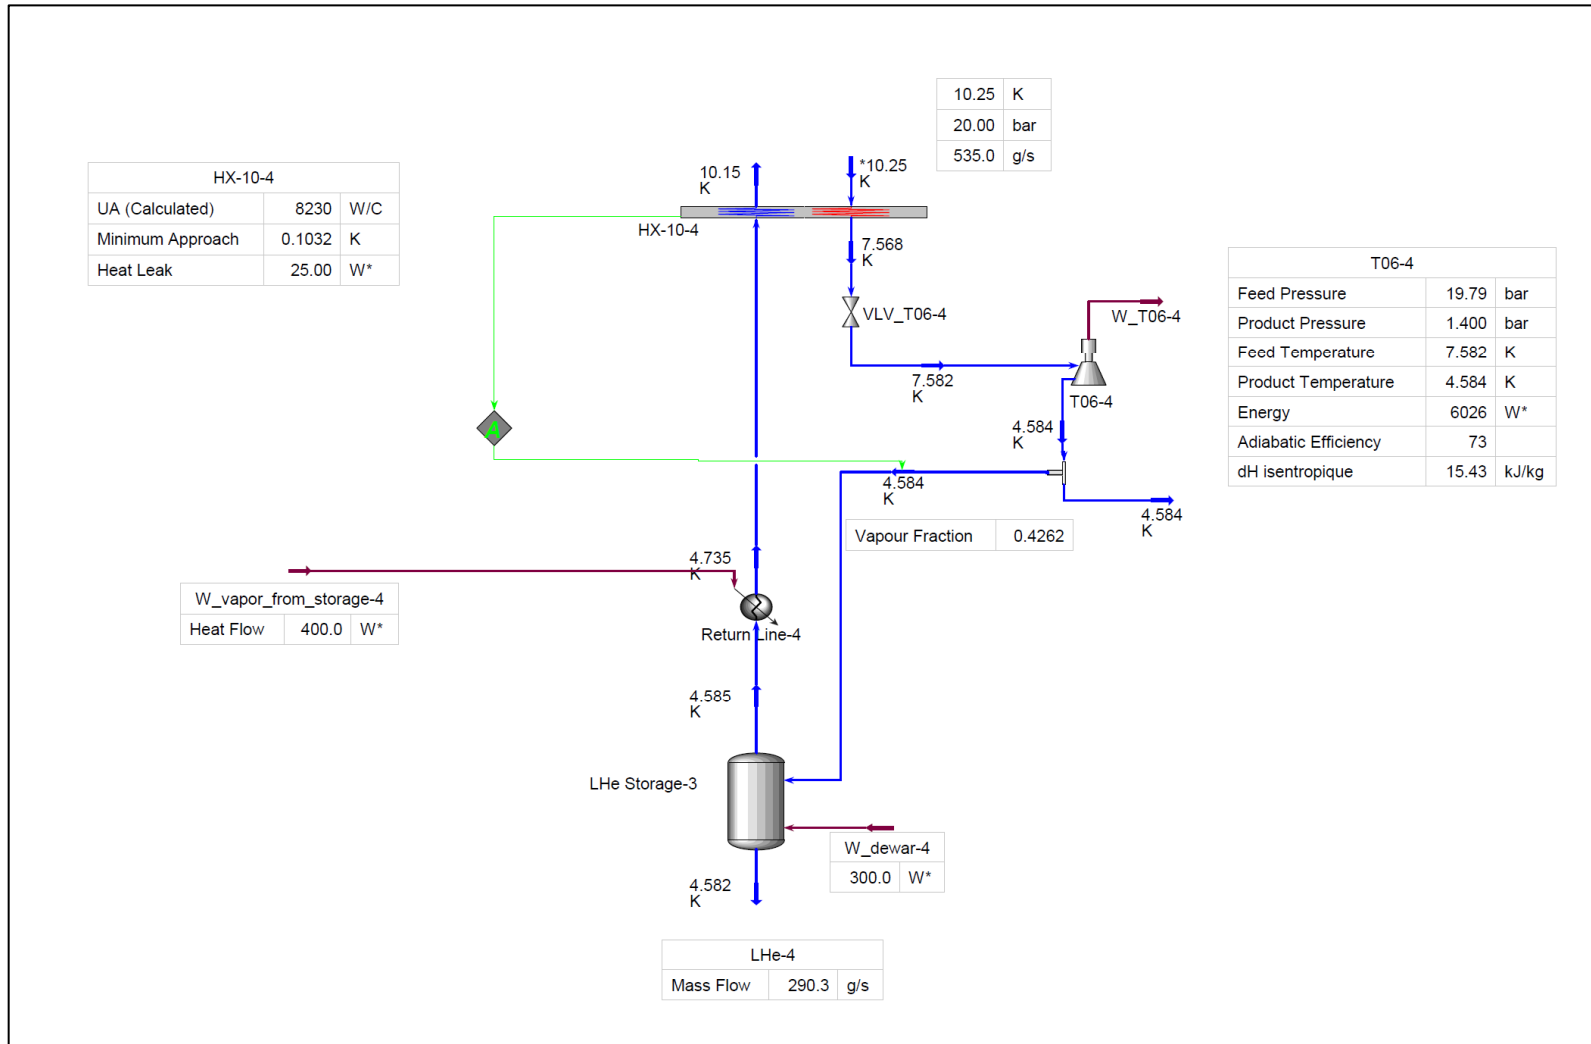 10.25 K
20.00 bar
535.0 g/s
HX-10-4
UA (Calculated) 8230 W/C
Minimum Approach 0.1032 K
Heat Leak 25.00 W*
10.15
K
*10.25
K
HX-10-4
7.568
K
VLV_T06-4
W_T06-4
T06-4
Feed Pressure 19.79 bar
Product Pressure 1.400 bar
Feed Temperature 7.582 K
Product Temperature 4.584 K
Energy 6026 W*
Adiabatic Efficiency 73
dH isentropique 15.43 kJ/kg
7.582
K
T06-4
A
4.584
K
4.584
K
4.584
K
Vapour Fraction 0.4262
4.735
K
W_vapor_from_storage-4
Heat Flow 400.0 W*
Return Line-4
4.585
K
LHe Storage-3
W_dewar-4
300.0 W*
4.582
K
LHe-4
Mass Flow 290.3 g/s